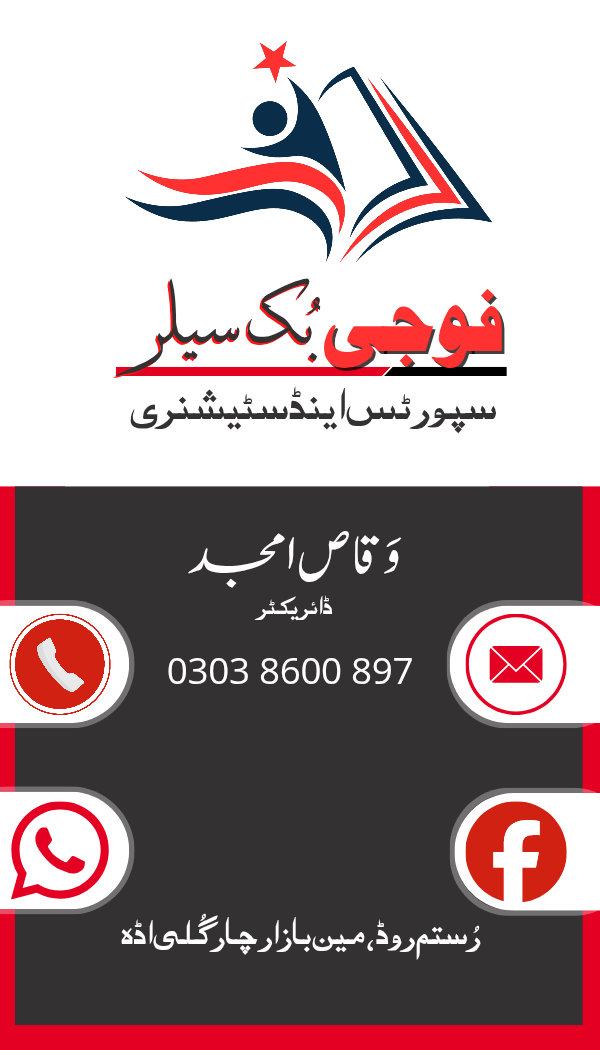 فوجی بُک سیلر
سپورٹس اینڈ سٹیشنری
وَقاص امجد
ڈائریکٹر
0303 8600 897
رُستم روڈ، مین بازار چارگُلی اڈہ